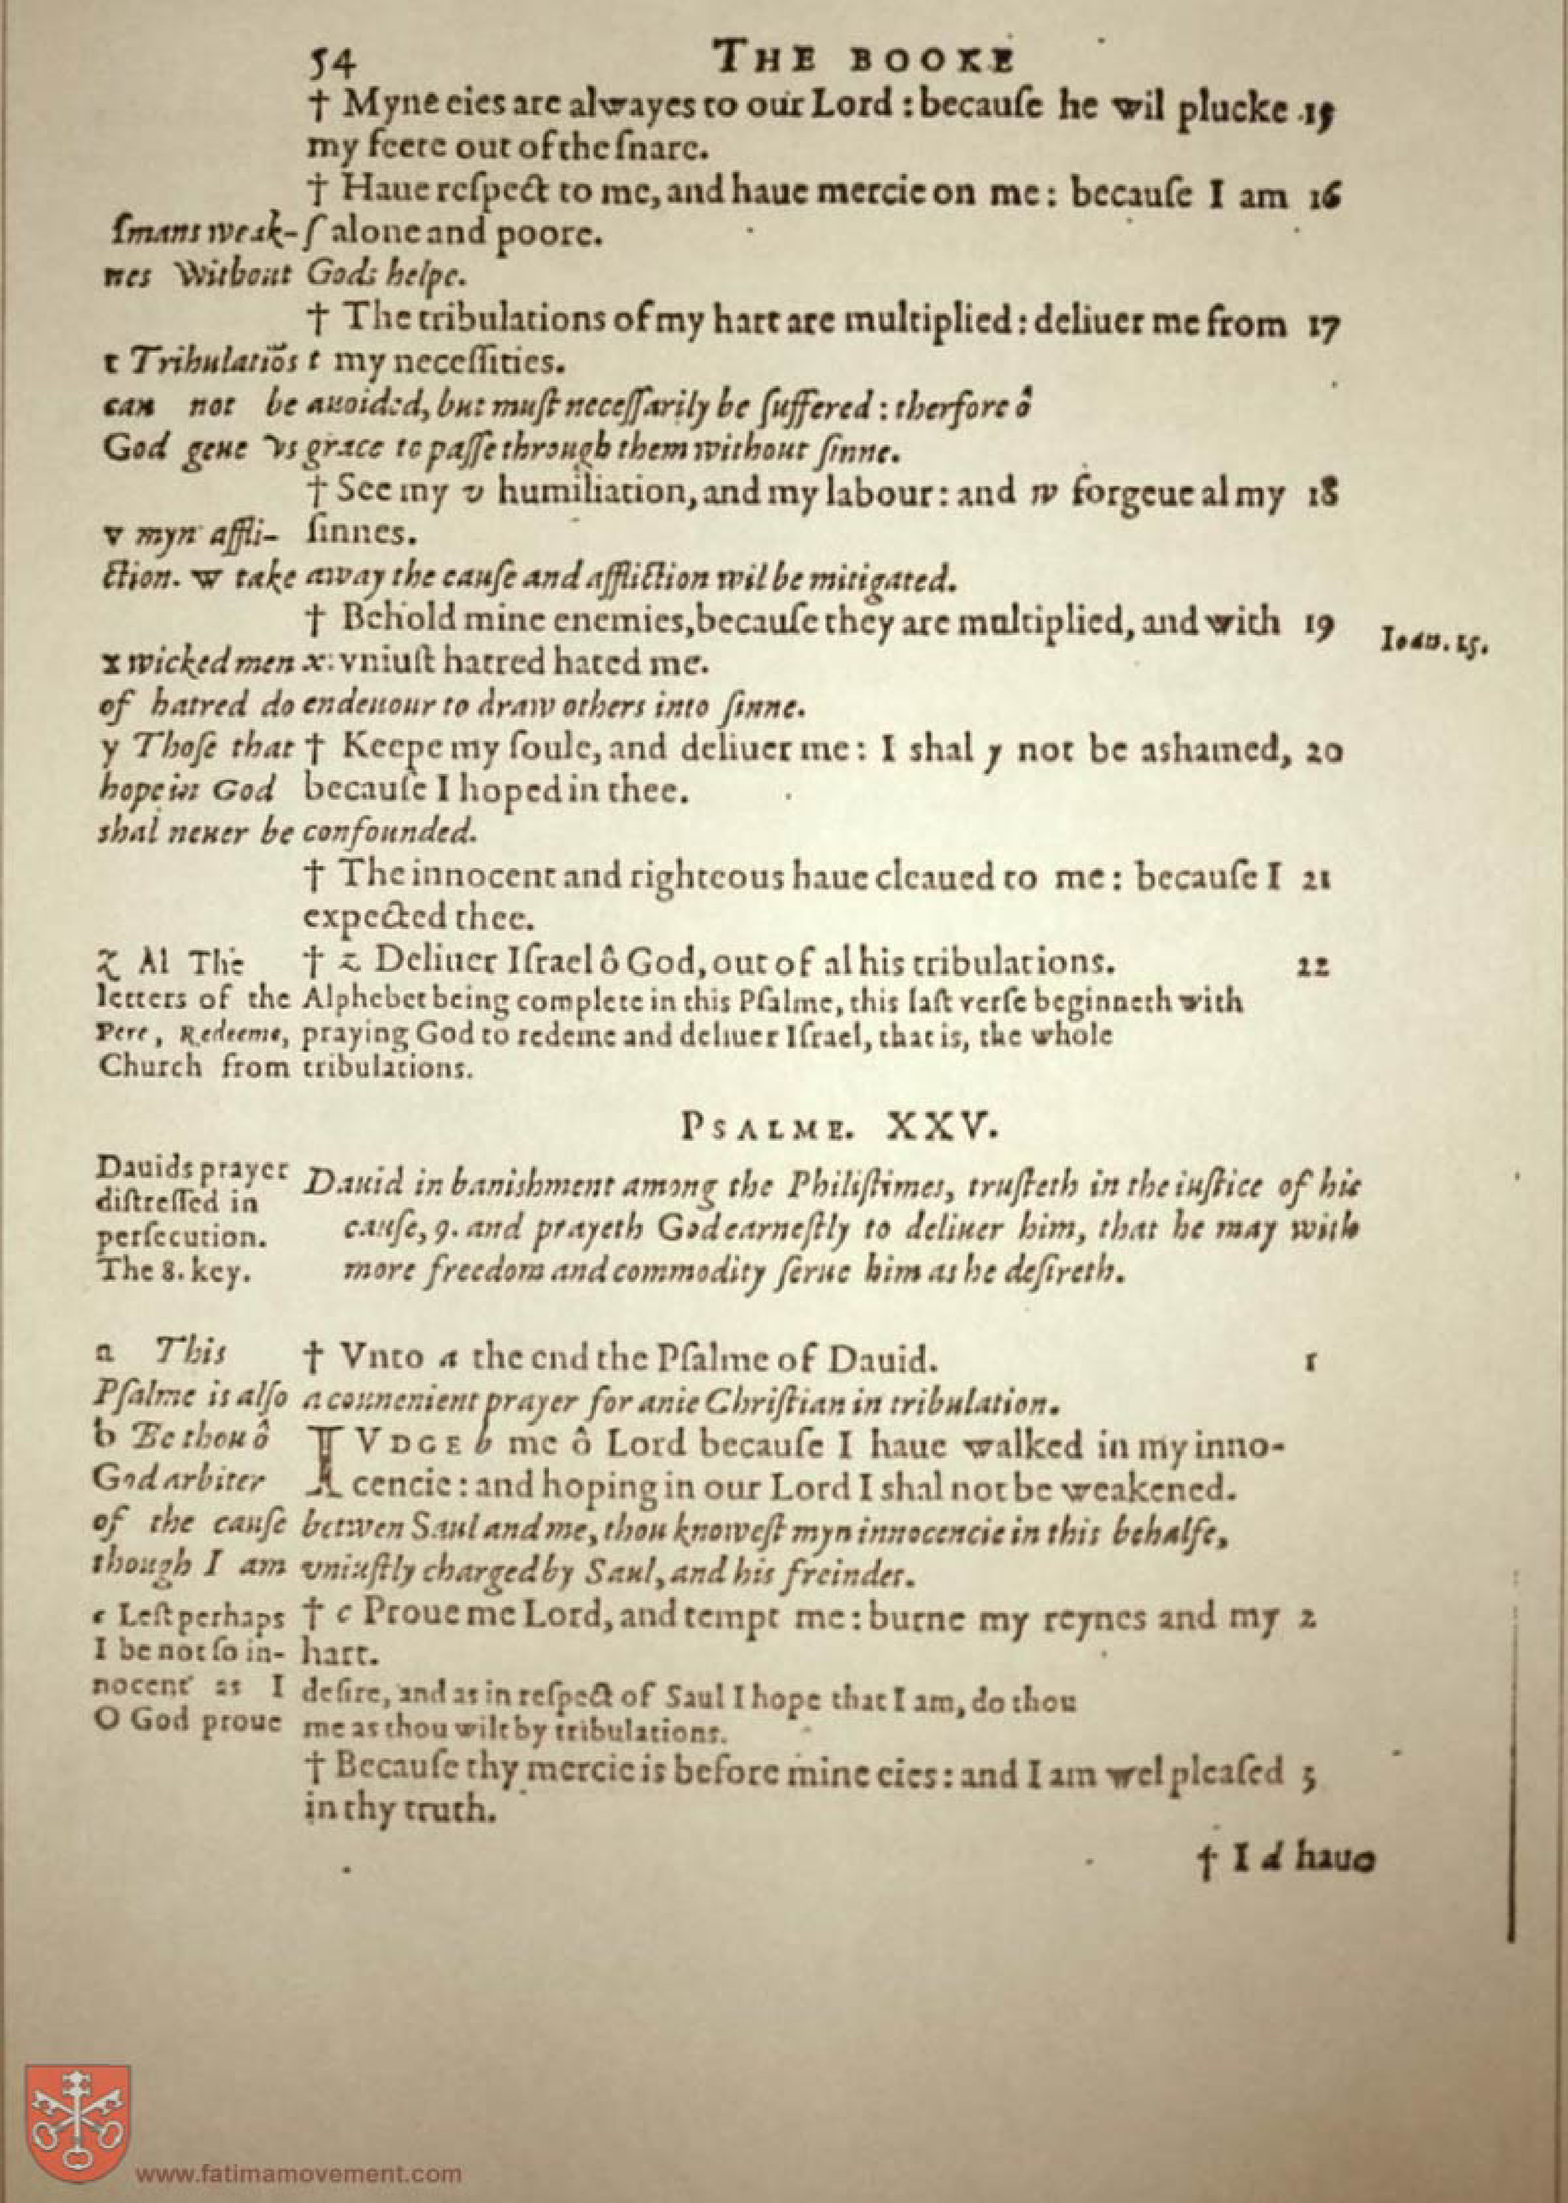 54 THE BOOKE
† Myne eies are alwayes to our Lord : becauſe he wil plucke 15
my feete out of the ſnare.
† Haue reſpect to me, and haue mercie on me : becauſe I am 16
ſ mans weak- ſ alone and poore.
nes Without Gods helpe.
† The tribulations of my hart are multiplied : deliuer me from 17
t Tribulatiõs t my neceſſities.
can not be auoided, but muſt neceſſarily be ſuffered : therfore ô
God geue vs grace to paſſe through them without ſinne.
† See my v humiliation, and my labour : and w forgeue al my 18
v myn affli- ſinnes.
ction. w take away the cauſe and affliction wil be mitigated.
† Behold mine enemies, becauſe they are multiplied, and with 19 Ioan. 15.
x wicked men x: vniuſt hatred hated me.
of hatred do endeuour to draw others into ſinne.
y Thoſe that † Keepe my ſoule, and deliuer me : I shal y not be ashamed, 20
hope in God becauſe I hoped in thee.
shal neuer be confounded.
† The innocent and righteous haue cleaued to me : becauſe I 21
expected thee.
z Al The † z Deliuer Iſrael ô God, out of al his tribulations. 22
letters of the Alphebet being complete in this Pſalme, this laſt verſe beginneth with
Pere, Redeeme, praying God to redeme and deliuer Iſrael, that is, the whole
Church from tribulations.
PSALME. XXV.
Dauids prayer
diſtreſſed in
perſecution.
The 8. key.
Dauid in banishment among the Philiſtimes, truſteth in the iuſtice of his
cauſe, 9. and prayeth God earneſtly to deliuer him, that he may with
more freedom and commodity ſerue him as he deſireth.
a This † Vnto a the end the Pſalme of Dauid. 1
Pſalme is alſo a conuenient prayer for anie Chriſtian in tribulation.
b Be thou ô IVDGE b me ô Lord becauſe I haue walked in my inno-
God arbiter cencie : and hoping in our Lord I shal not be weakened.
of the cauſe betwen Saul and me, thou knoweſt myn innocencie in this behalfe,
though I am vniuſtly charged by Saul, and his freindes.
c Leſt perhaps † c Proue me Lord, and tempt me : burne my reynes and my 2
I be not ſo in- hart.
nocent as I deſire, and as in reſpect of Saul I hope that I am, do thou
O God proue me as thou wilt by tribulations.
† Becauſe thy mercie is before mine eies : and I am wel pleaſed 3
in thy truth.
† I d haue
www.fatimamovement.com